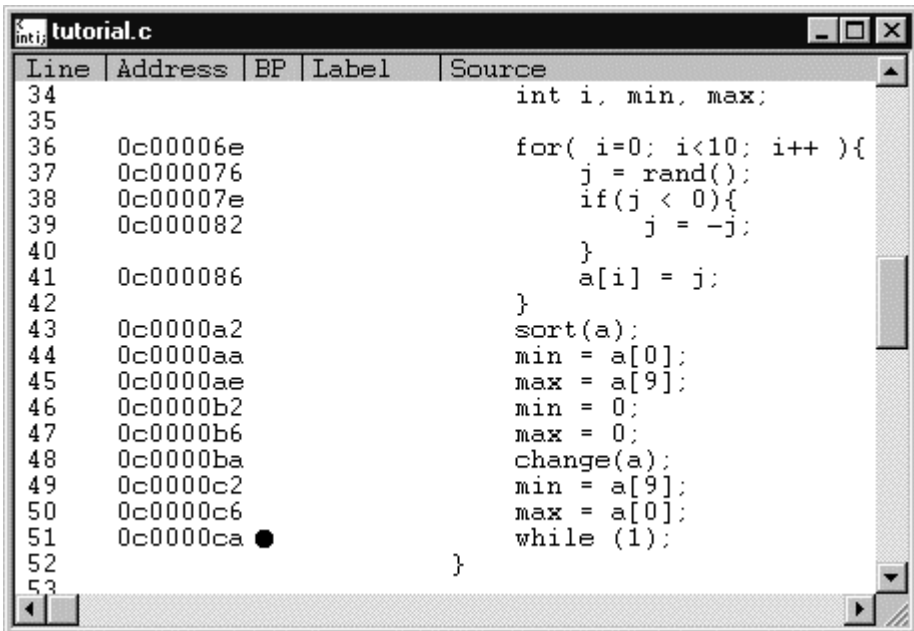 int i; tutorial.c
Line Address BP Label Source
34 int i, min, max;
35
36 0c00006e for( i=0; i<10; i++ ){
37 0c000076 j = rand();
38 0c00007e if(j < 0){
39 0c000082 j = -j;
40 }
41 0c000086 a[i] = j;
42 }
43 0c0000a2 sort(a);
44 0c0000aa min = a[0];
45 0c0000ae max = a[9];
46 0c0000b2 min = 0;
47 0c0000b6 max = 0;
48 0c0000ba change(a);
49 0c0000c2 min = a[9];
50 0c0000c6 max = a[0];
51 0c0000ca while (1);
52 }
53